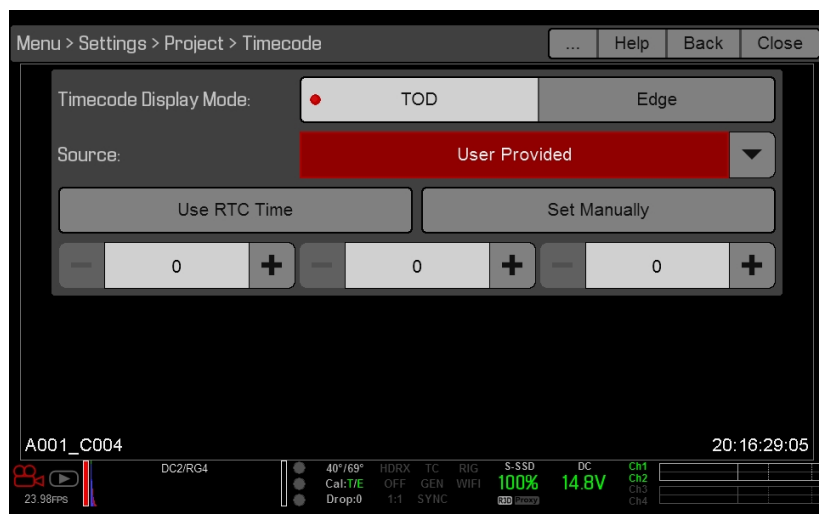 Menu > Settings > Project > Timecode ... Help Back Close
Timecode Display Mode: TOD Edge
Source: User Provided
Use RTC Time Set Manually
− 0 + − 0 + − 0 +
A001_C004 20:16:29:05
DC2/RG4 40°/69° HDRX TC RIG S-SSD DC Ch1
Cal:T/E OFF GEN WIFI 100% 14.8V Ch2
23.98FPS Drop:0 1:1 SYNC R3D Proxy Ch3
Ch4